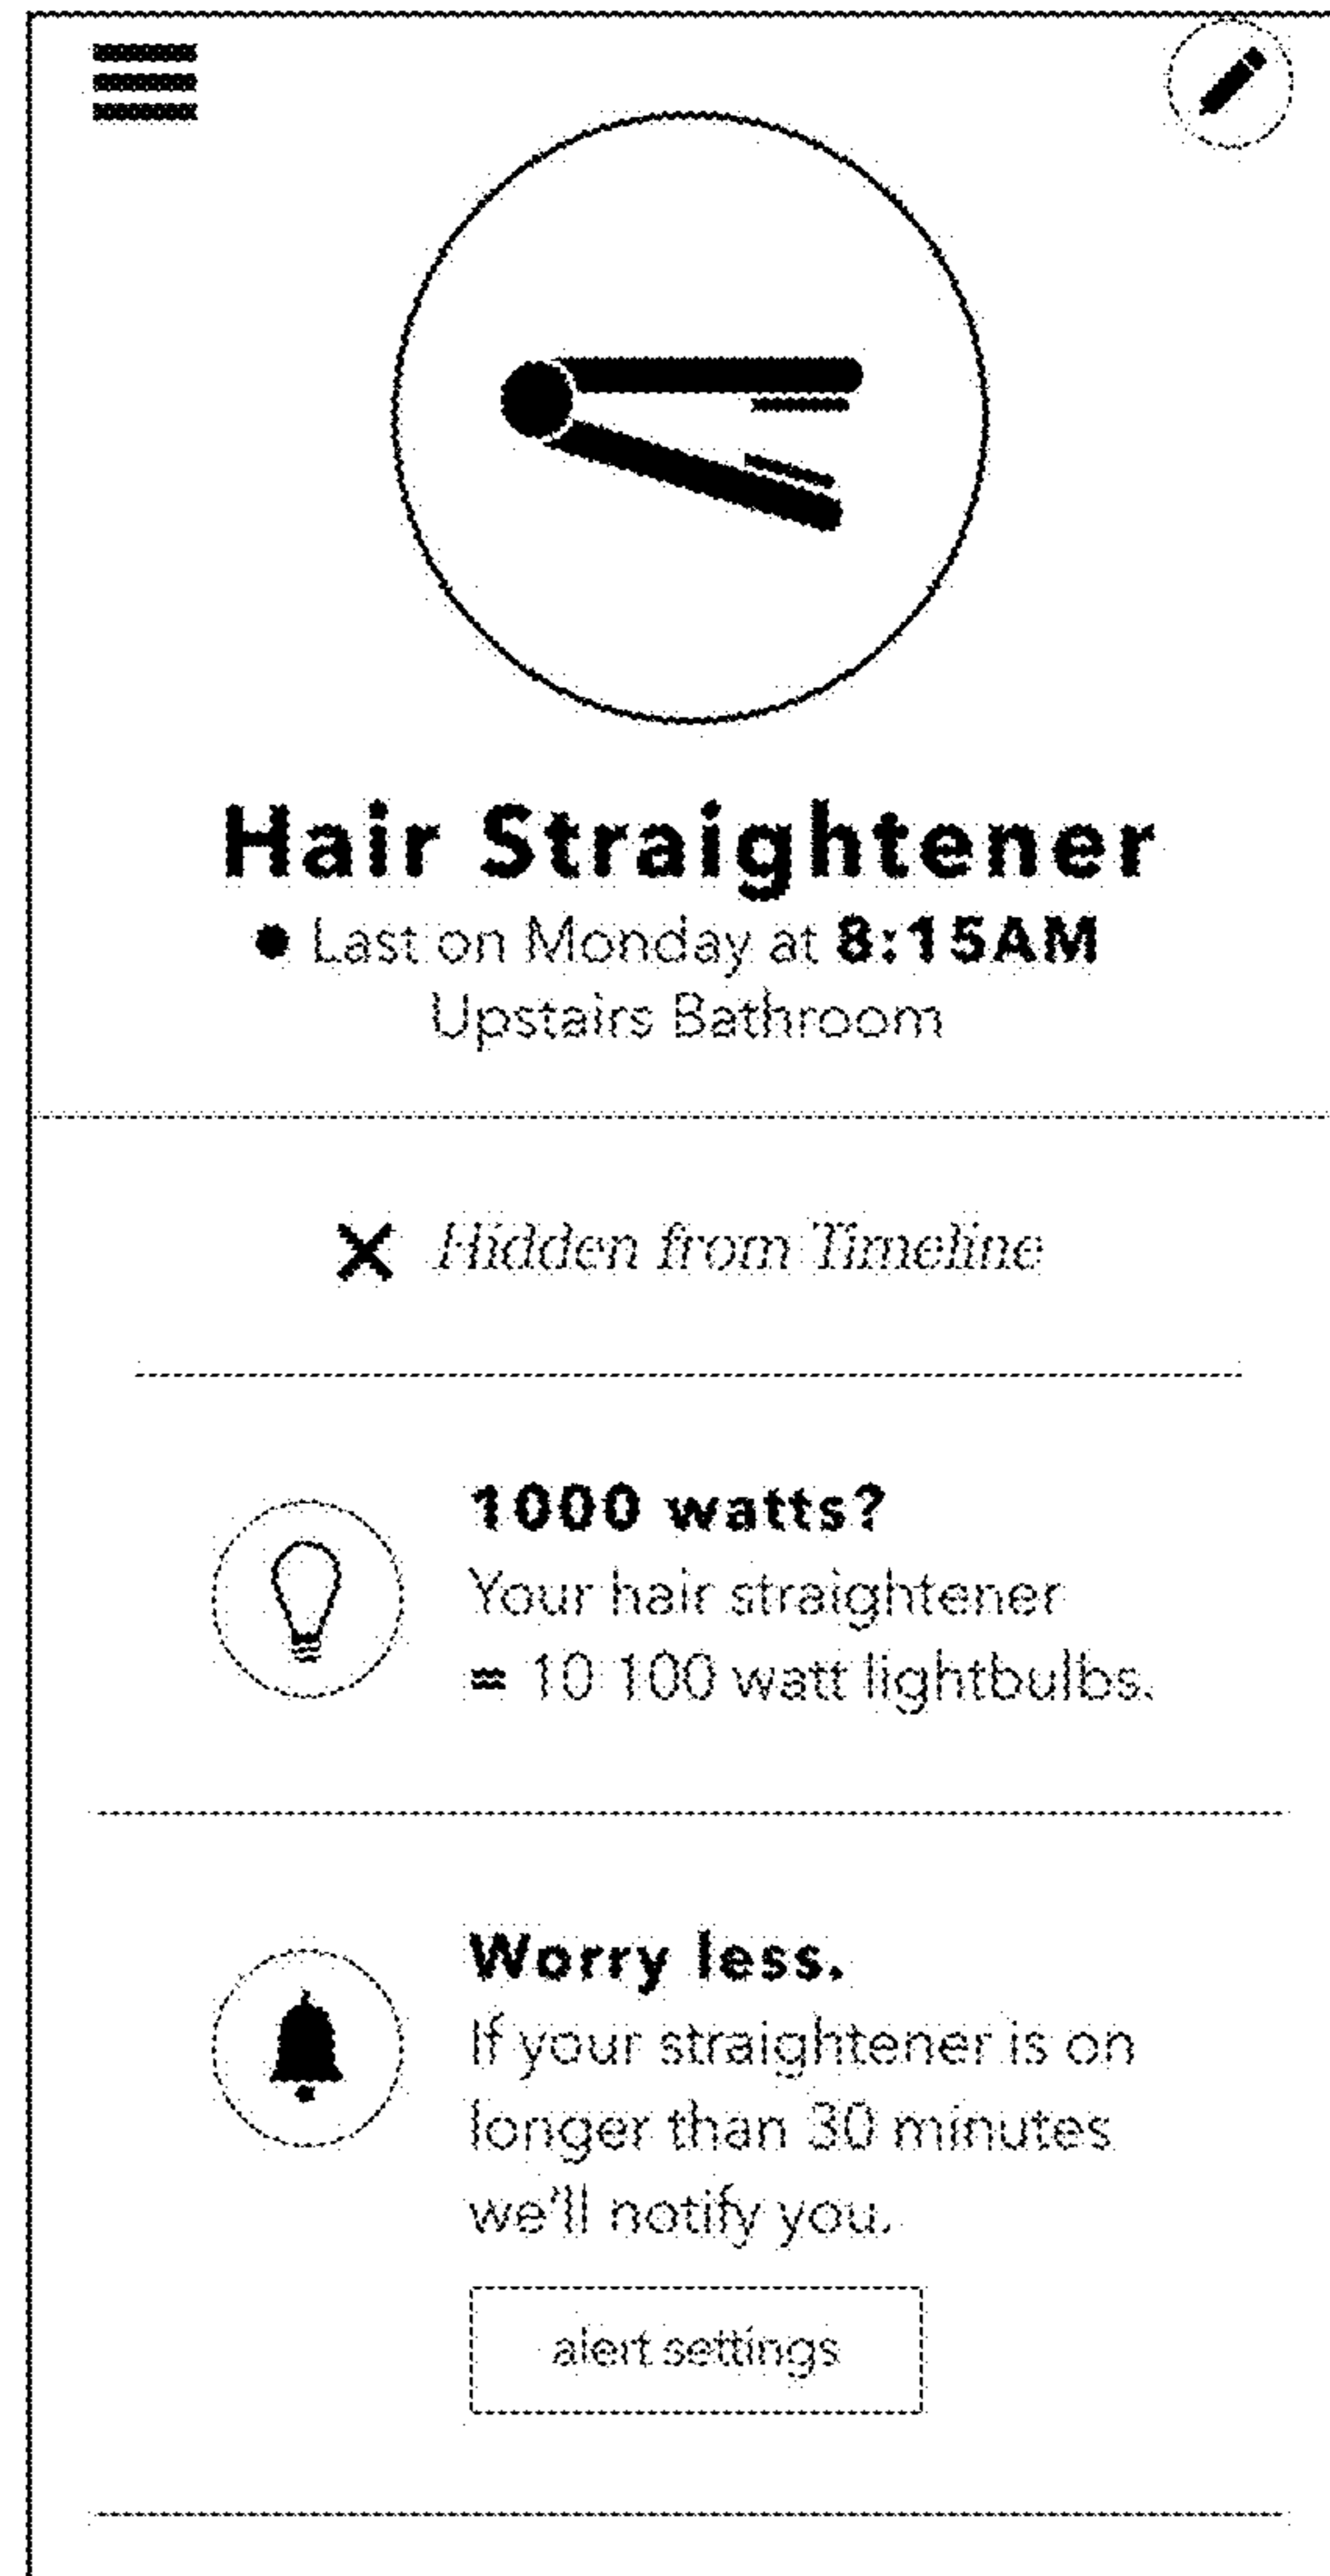 Hair Straightener
Last on Monday at 8:15AM
Upstairs Bathroom
Hidden from Timeline
1000 watts?
Your hair straightener
= 10 100 watt lightbulbs.
Worry less.
If your straightener is on
longer than 30 minutes
we'll notify you.
alert settings